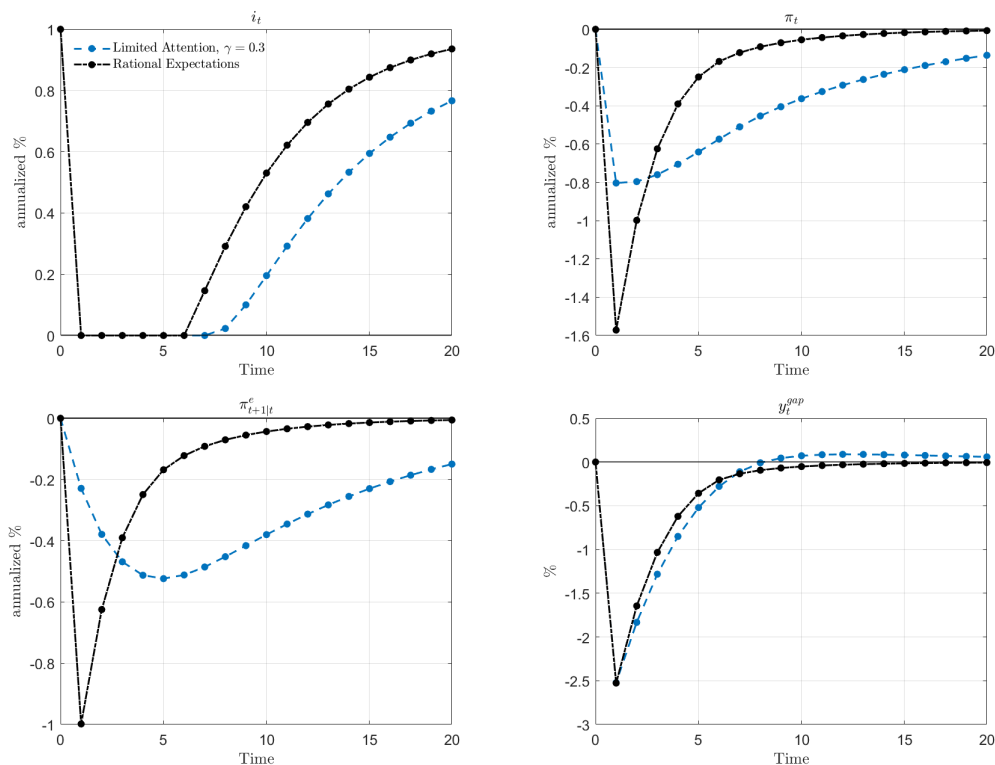 i_t
1
0.8
0.6
0.4
0.2
0
annualized %
Limited Attention, γ = 0.3
Rational Expectations
0 5 10 15 20
Time
π_t
0
-0.2
-0.4
-0.6
-0.8
-1
-1.2
-1.4
-1.6
annualized %
0 5 10 15 20
Time
π^e_{t+1|t}
0
-0.2
-0.4
-0.6
-0.8
-1
annualized %
0 5 10 15 20
Time
y_t^{gap}
0.5
0
-0.5
-1
-1.5
-2
-2.5
-3
%
0 5 10 15 20
Time